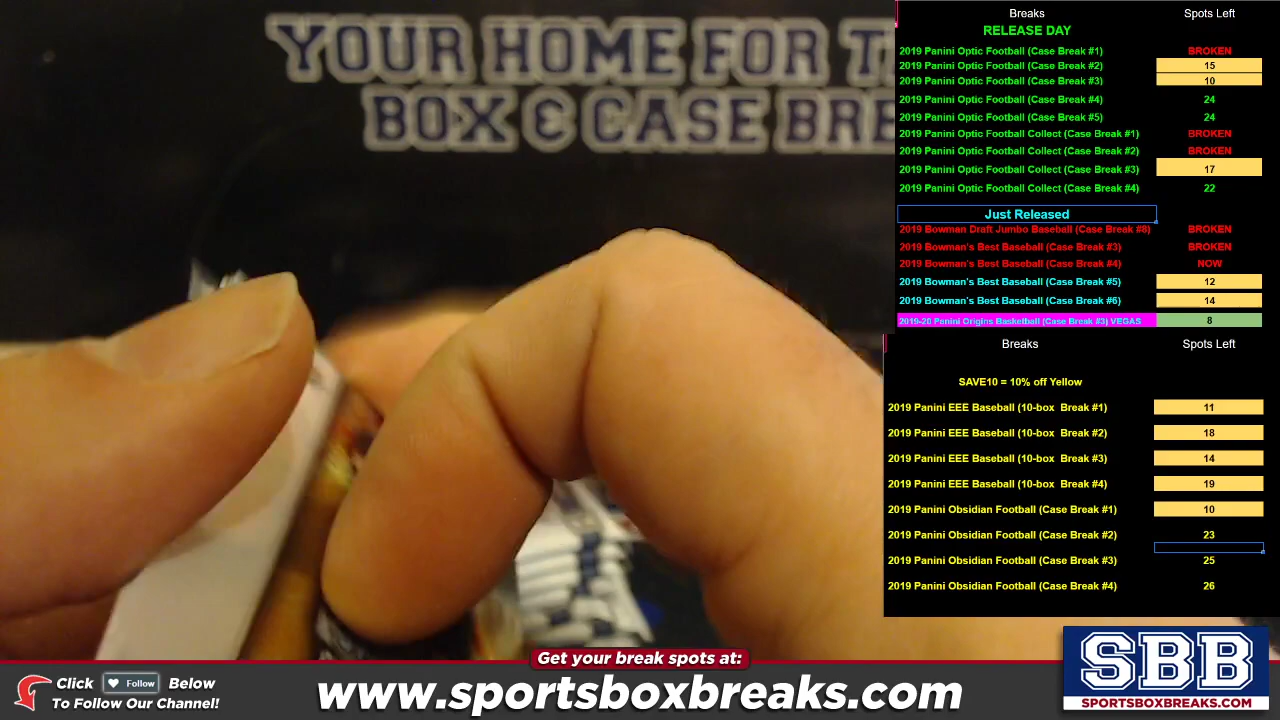 YOUR HOME FOR T
BOX & CASE BRE
Breaks Spots Left
RELEASE DAY
2019 Panini Optic Football (Case Break #1) BROKEN
2019 Panini Optic Football (Case Break #2) 15
2019 Panini Optic Football (Case Break #3) 10
2019 Panini Optic Football (Case Break #4) 24
2019 Panini Optic Football (Case Break #5) 24
2019 Panini Optic Football Collect (Case Break #1) BROKEN
2019 Panini Optic Football Collect (Case Break #2) BROKEN
2019 Panini Optic Football Collect (Case Break #3) 17
2019 Panini Optic Football Collect (Case Break #4) 22
Just Released
2019 Bowman Draft Jumbo Baseball (Case Break #8) BROKEN
2019 Bowman's Best Baseball (Case Break #3) BROKEN
2019 Bowman's Best Baseball (Case Break #4) NOW
2019 Bowman's Best Baseball (Case Break #5) 12
2019 Bowman's Best Baseball (Case Break #6) 14
2019-20 Panini Origins Basketball (Case Break #3) VEGAS 8
Breaks Spots Left
SAVE10 = 10% off Yellow
2019 Panini EEE Baseball (10-box Break #1) 11
2019 Panini EEE Baseball (10-box Break #2) 18
2019 Panini EEE Baseball (10-box Break #3) 14
2019 Panini EEE Baseball (10-box Break #4) 19
2019 Panini Obsidian Football (Case Break #1) 10
2019 Panini Obsidian Football (Case Break #2) 23
2019 Panini Obsidian Football (Case Break #3) 25
2019 Panini Obsidian Football (Case Break #4) 26
Get your break spots at:
Click Follow Below
To Follow Our Channel!
www.sportsboxbreaks.com
SBB
SPORTSBOXBREAKS.COM